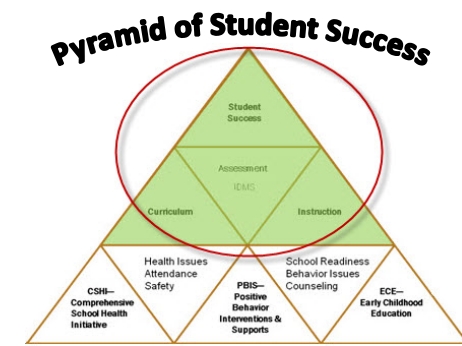 Pyramid of Student Success
Student
Success
Assessment
IDMS
Curriculum
Instruction
Health Issues
Attendance
Safety
School Readiness
Behavior Issues
Counseling
CSHI—
Comprehensive
School Health
Initiative
PBIS—
Positive
Behavior
Interventions &
Supports
ECE—
Early Childhood
Education